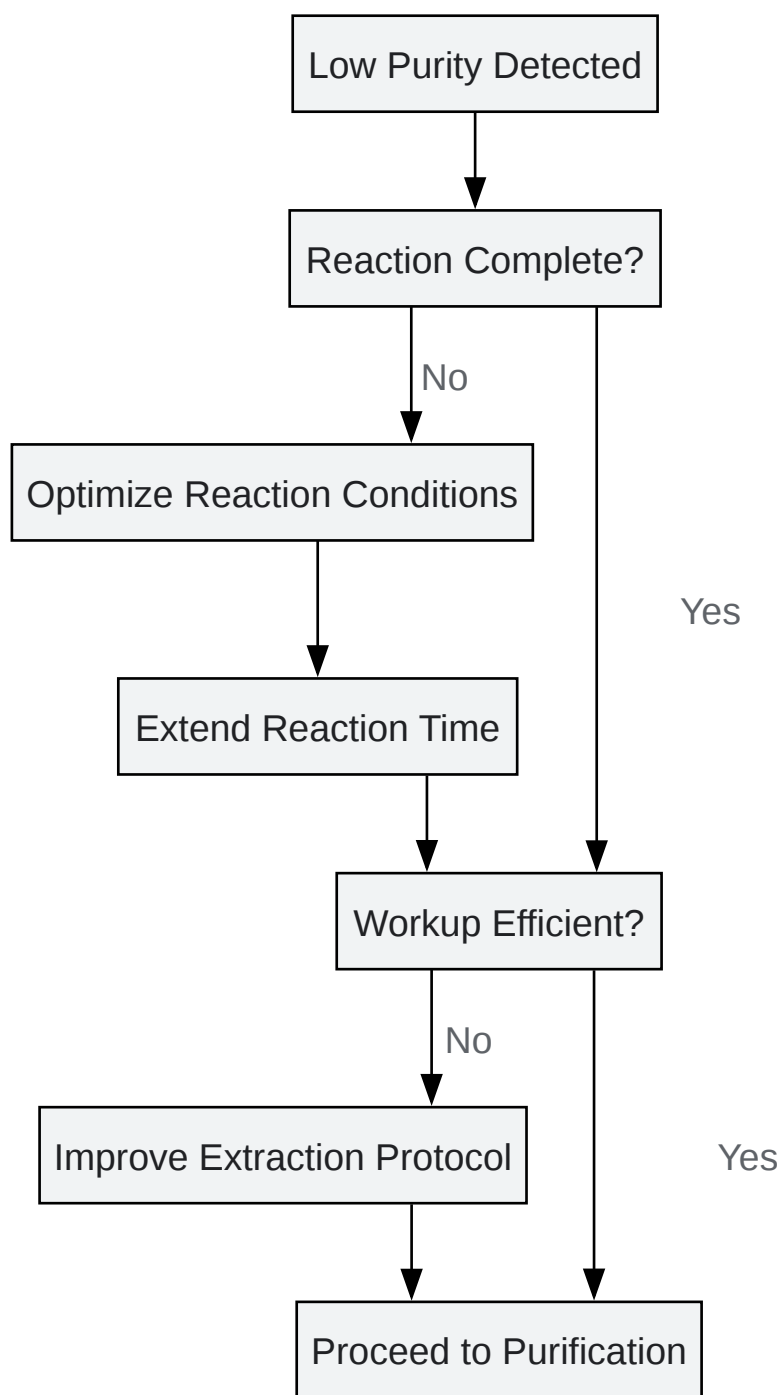 Low Purity Detected
Reaction Complete?
No
Optimize Reaction Conditions
Yes
Extend Reaction Time
Workup Efficient?
No
Improve Extraction Protocol
Yes
Proceed to Purification